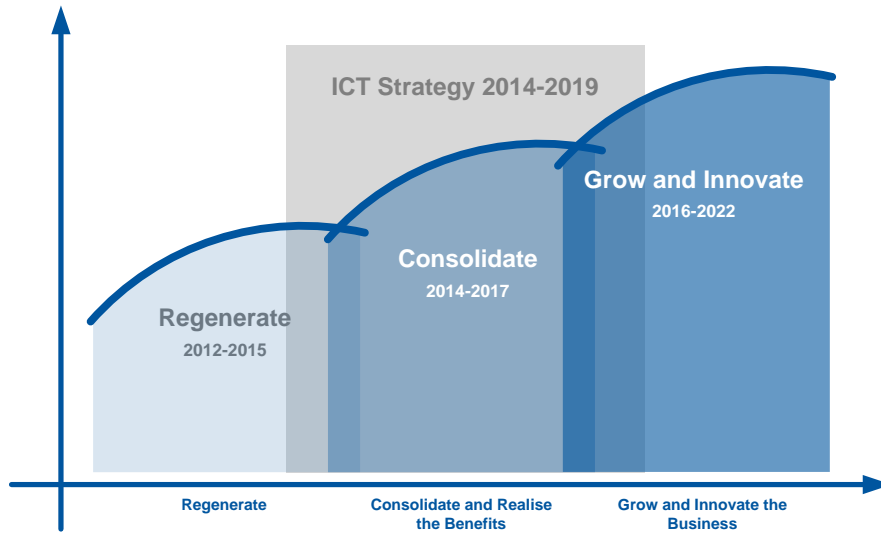 ICT Strategy 2014-2019
Grow and Innovate
2016-2022
Consolidate
2014-2017
Regenerate
2012-2015
Regenerate
Consolidate and Realise
the Benefits
Grow and Innovate the
Business